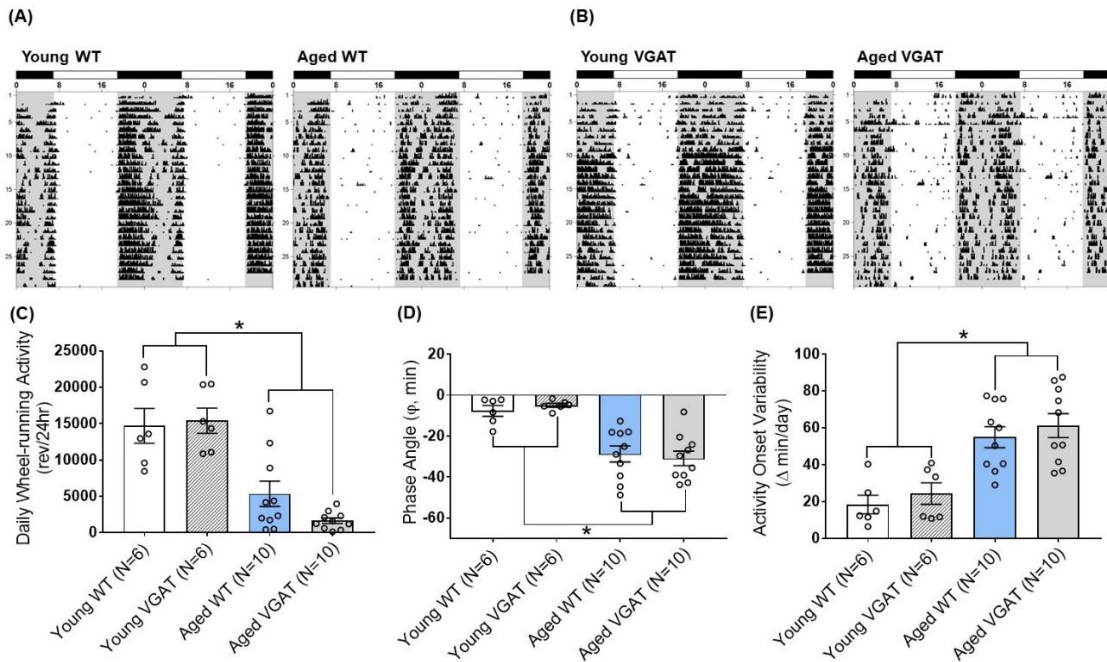 (A)
(B)
Young WT
Aged WT
Young VGAT
Aged VGAT
0 8 16 0 8 16 0
0 8 16 0 8 16 0
0 8 16 0 8 16 0
0 8 16 0 8 16 0
1
5
10
15
20
25
1
5
10
15
20
25
1
5
10
15
20
25
1
5
10
15
20
25
(C)
*
Daily Wheel-running Activity
(rev/24hr)
25000
20000
15000
10000
5000
0
Young WT (N=6)
Young VGAT (N=6)
Aged WT (N=10)
Aged VGAT (N=10)
(D)
Phase Angle (φ, min)
20
0
-20
-40
-60
*
Young WT (N=6)
Young VGAT (N=6)
Aged WT (N=10)
Aged VGAT (N=10)
(E)
*
Activity Onset Variability
(Δ min/day)
100
80
60
40
20
0
Young WT (N=6)
Young VGAT (N=6)
Aged WT (N=10)
Aged VGAT (N=10)